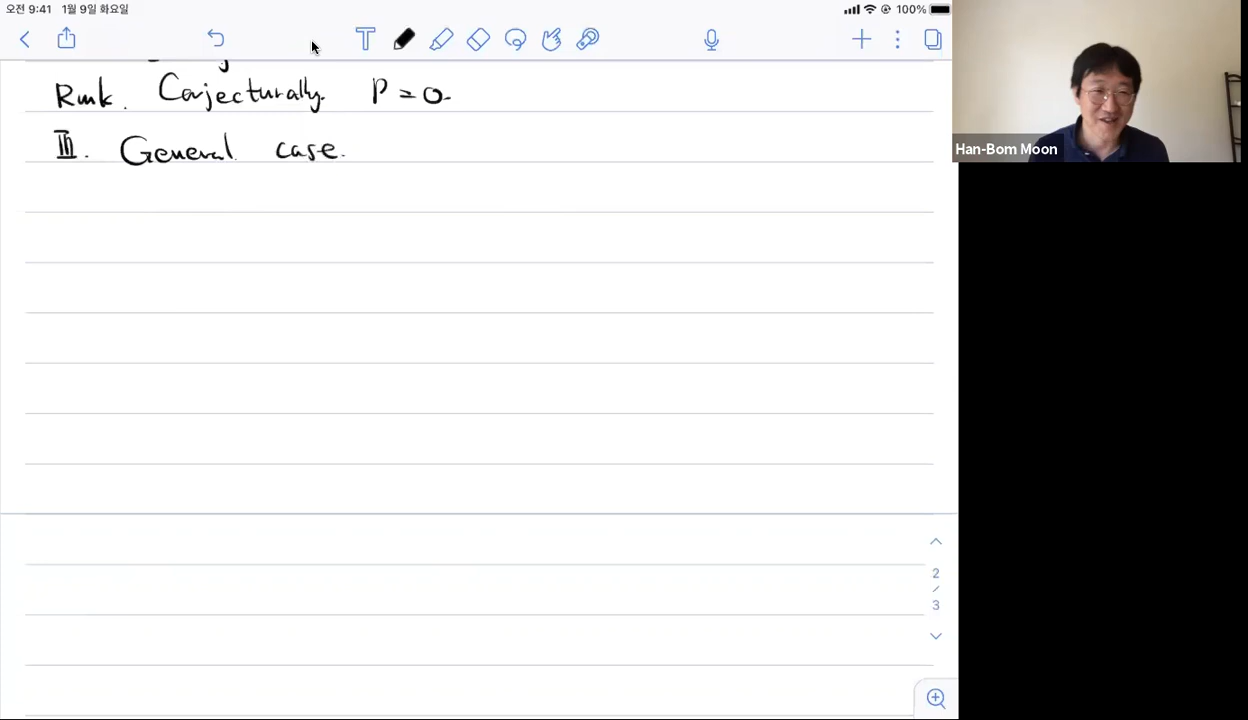 오전 9:41 1월 9일 화요일
100%
T
Rmk. Conjecturally. P = 0.
III. General case.
Han-Bom Moon
2
/
3